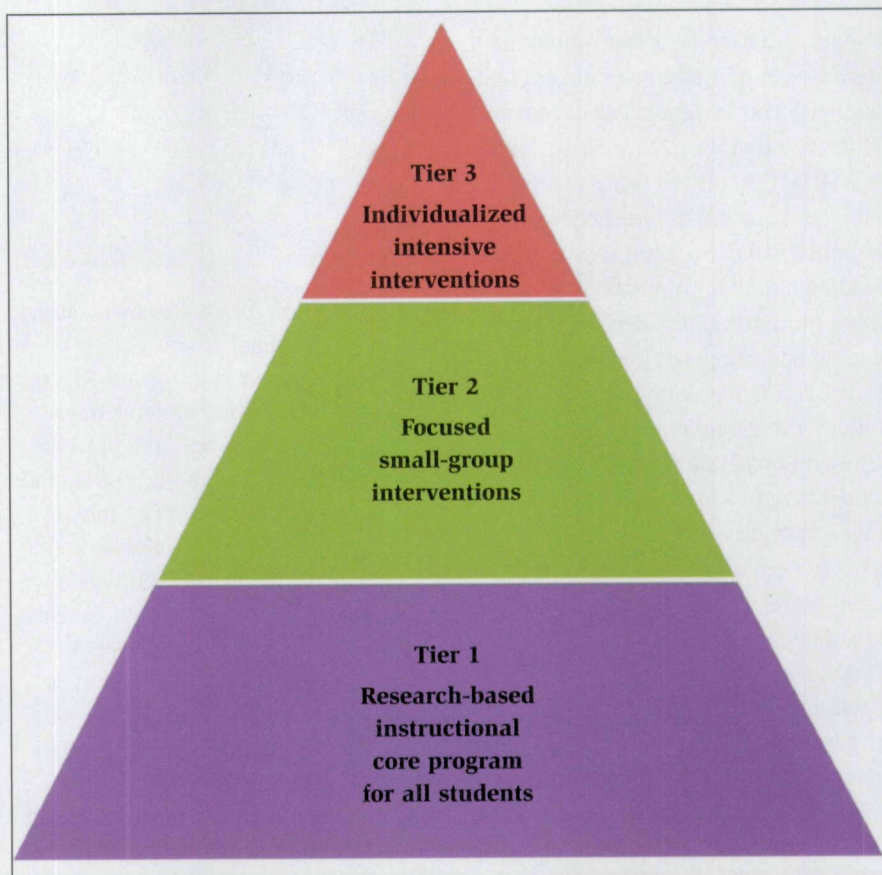 Tier 3
Individualized
intensive
interventions
Tier 2
Focused
small-group
interventions
Tier 1
Research-based
instructional
core program
for all students